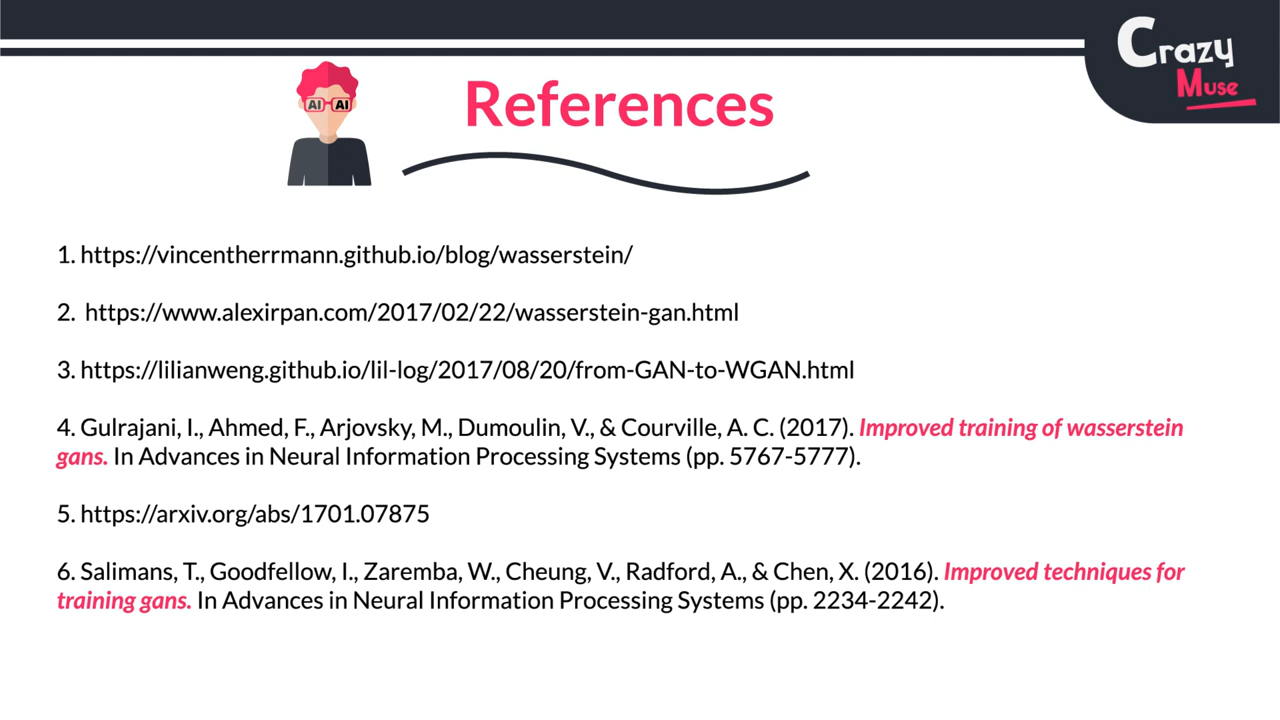 Crazy
Muse
AI AI
References
1. https://vincentherrmann.github.io/blog/wasserstein/
2. https://www.alexirpan.com/2017/02/22/wasserstein-gan.html
3. https://lilianweng.github.io/lil-log/2017/08/20/from-GAN-to-WGAN.html
4. Gulrajani, I., Ahmed, F., Arjovsky, M., Dumoulin, V., & Courville, A. C. (2017). Improved training of wasserstein
gans. In Advances in Neural Information Processing Systems (pp. 5767-5777).
5. https://arxiv.org/abs/1701.07875
6. Salimans, T., Goodfellow, I., Zaremba, W., Cheung, V., Radford, A., & Chen, X. (2016). Improved techniques for
training gans. In Advances in Neural Information Processing Systems (pp. 2234-2242).